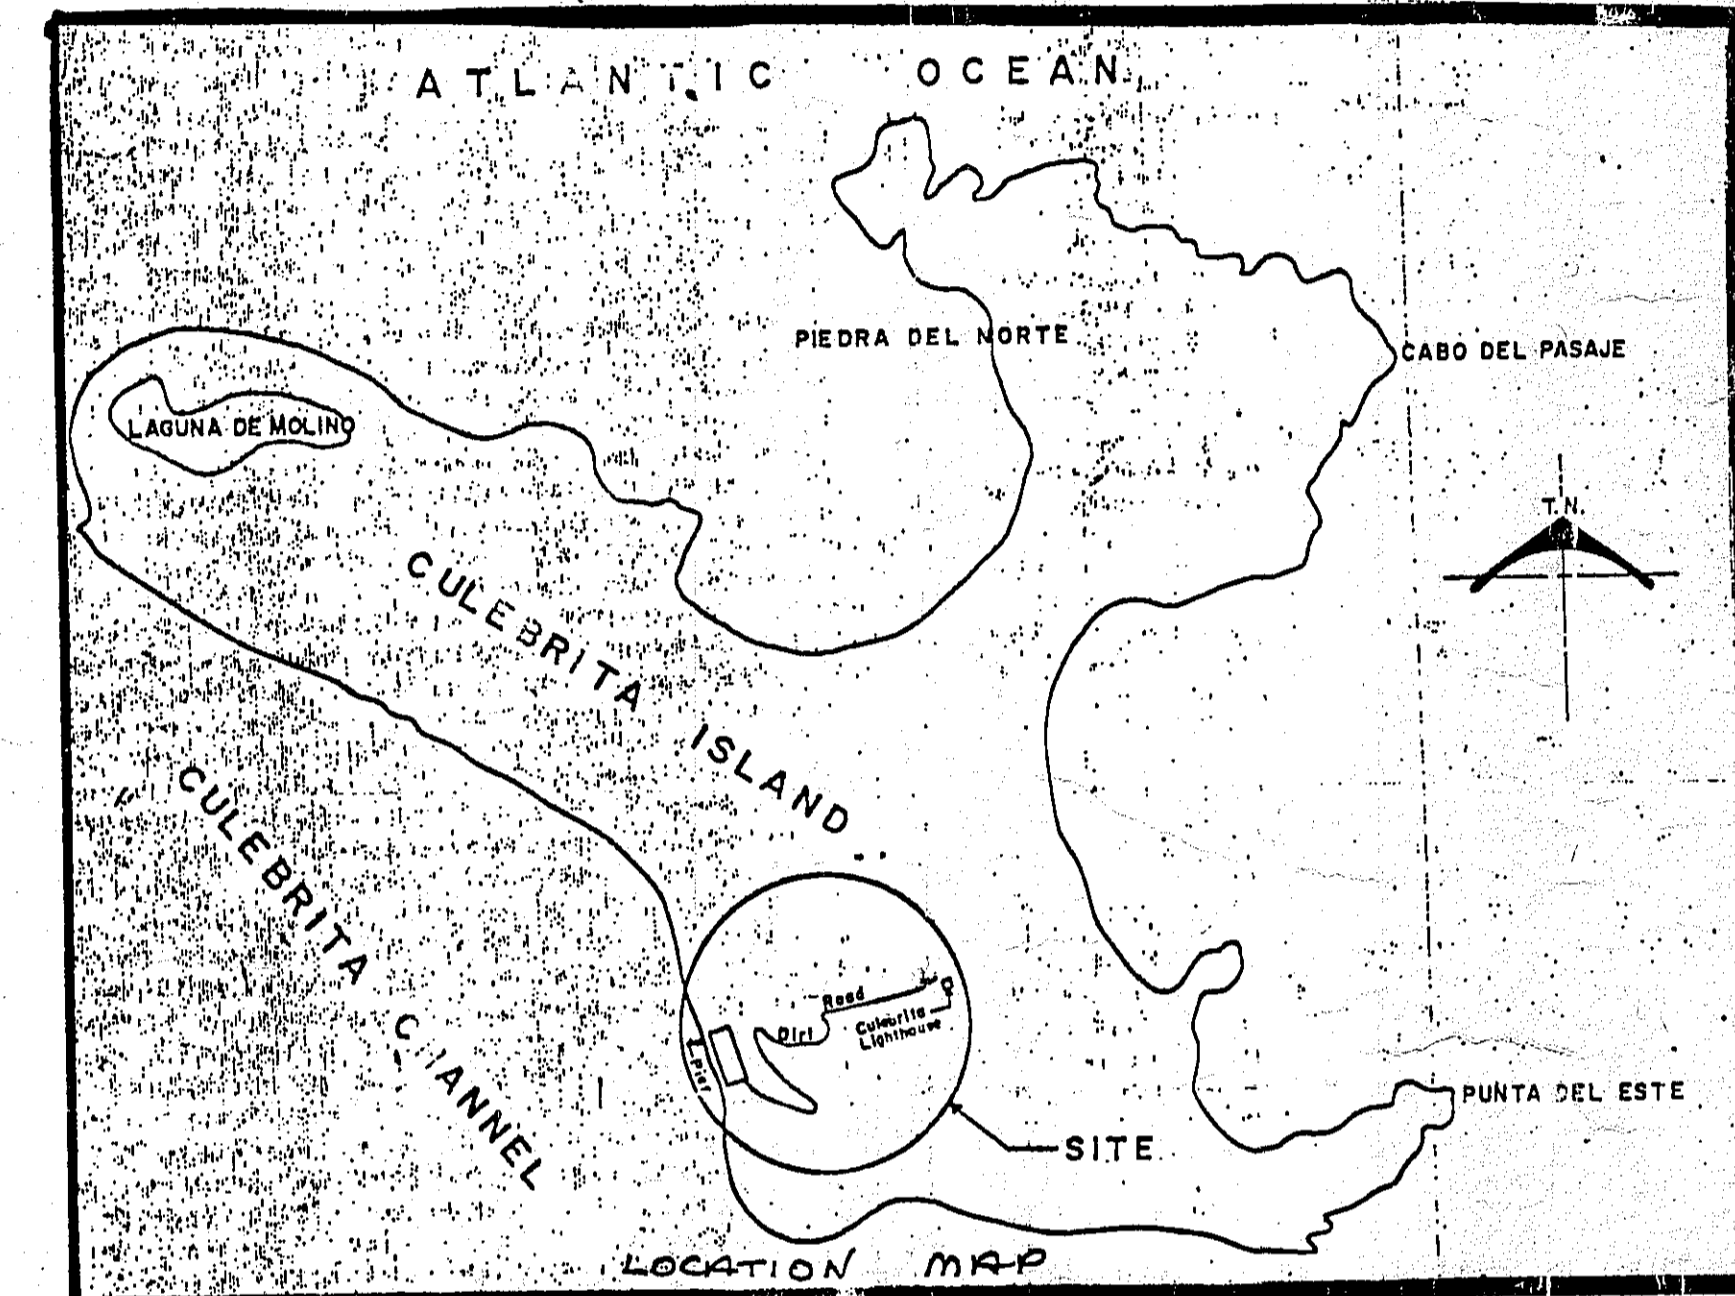 ATLANTIC OCEAN
PIEDRA DEL NORTE
CABO DEL PASAJE
LAGUNA DE MOLINO
T.N.
CULEBRITA ISLAND
CULEBRITA CHANNEL
Road
Dirt
Culebrita
Lighthouse
Pier
PUNTA DEL ESTE
SITE
LOCATION MAP